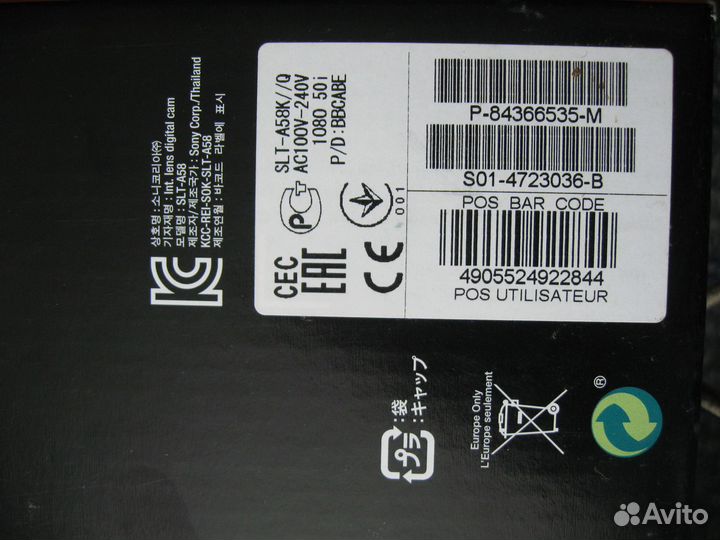 상호명 : 소니코리아(주)
기자재명 : Int. lens digital cam
모델명 : SLT-A58
제조자/제조국가 : Sony Corp./Thailand
KCC-REI-SOK-SLT-A58
제조연월 : 바코드 라벨에 표시
SLT-A58K//Q
AC100V-240V
1080 50i
P/D:BBCABE
CEC
EAC
CE
001
P-84366535-M
S01-4723036-B
POS BAR CODE
4905524922844
POS UTILISATEUR
プラ
:袋
:キャップ
Europe Only
L'Europe seulement
®
Avito